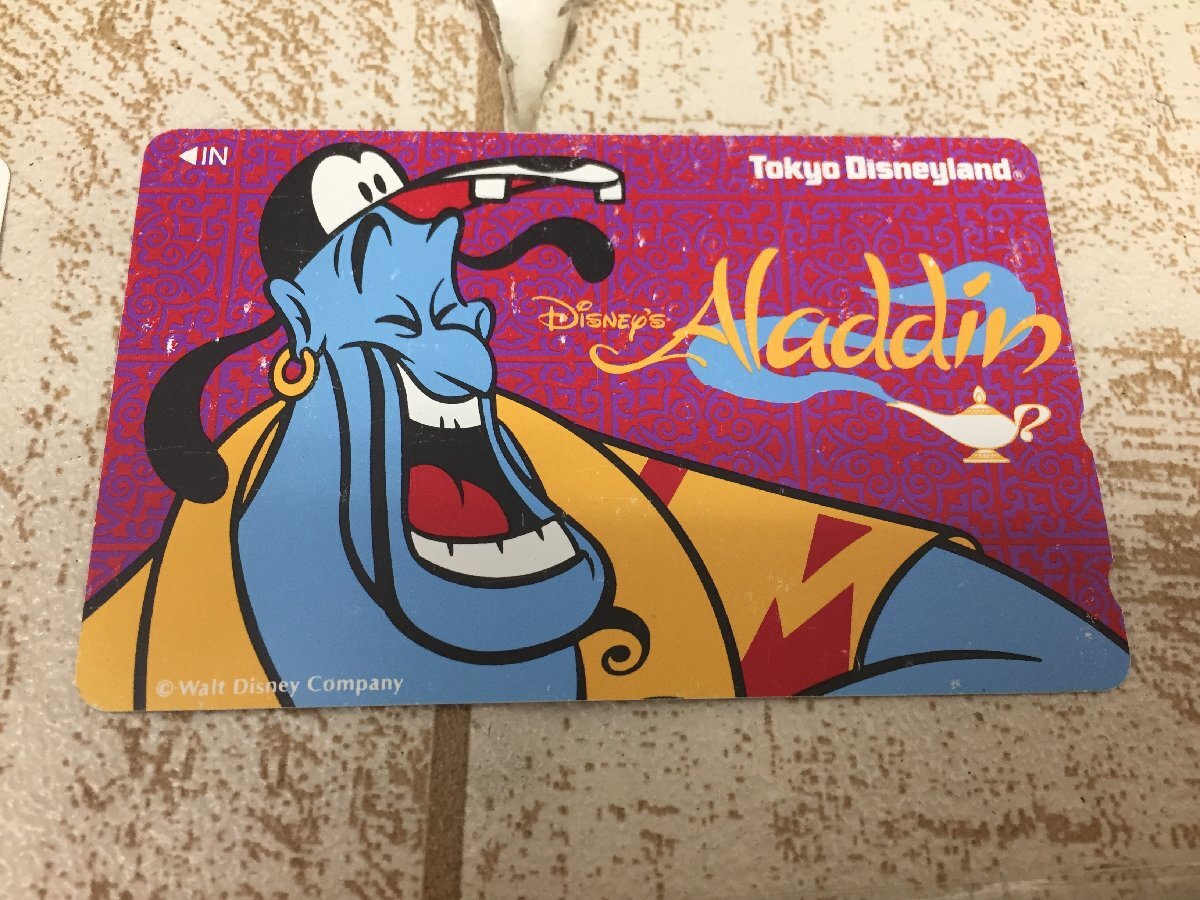 ◀IN
Tokyo Disneyland®
Disney's
Aladdin
© Walt Disney Company